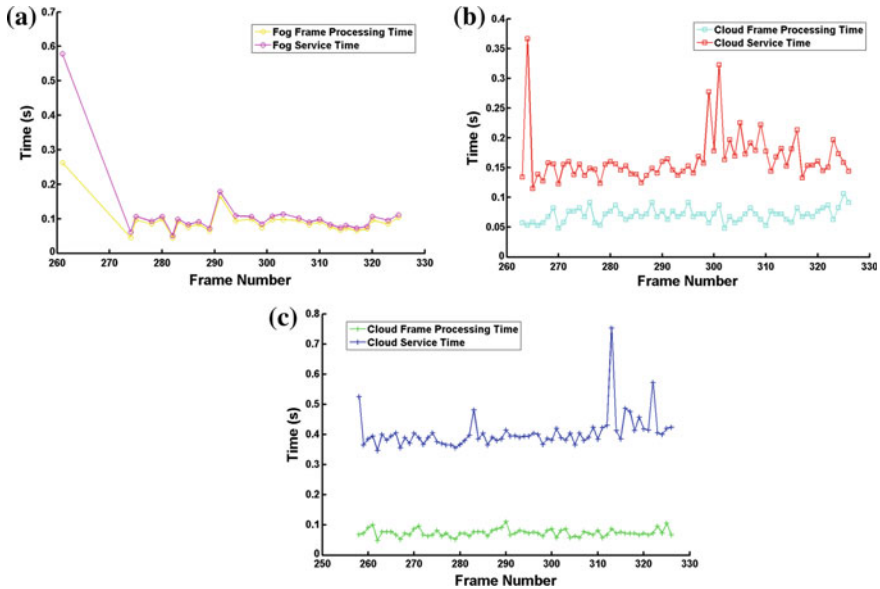 (a)
0.7
0.6
0.5
0.4
0.3
0.2
0.1
0
Time (s)
Fog Frame Processing Time
Fog Service Time
260 270 280 290 300 310 320 330
Frame Number
(b)
0.4
0.35
0.3
0.25
0.2
0.15
0.1
0.05
0
Time (s)
Cloud Frame Processing Time
Cloud Service Time
260 270 280 290 300 310 320 330
Frame Number
(c)
0.8
0.7
0.6
0.5
0.4
0.3
0.2
0.1
0
Time (s)
Cloud Frame Processing Time
Cloud Service Time
250 260 270 280 290 300 310 320 330
Frame Number